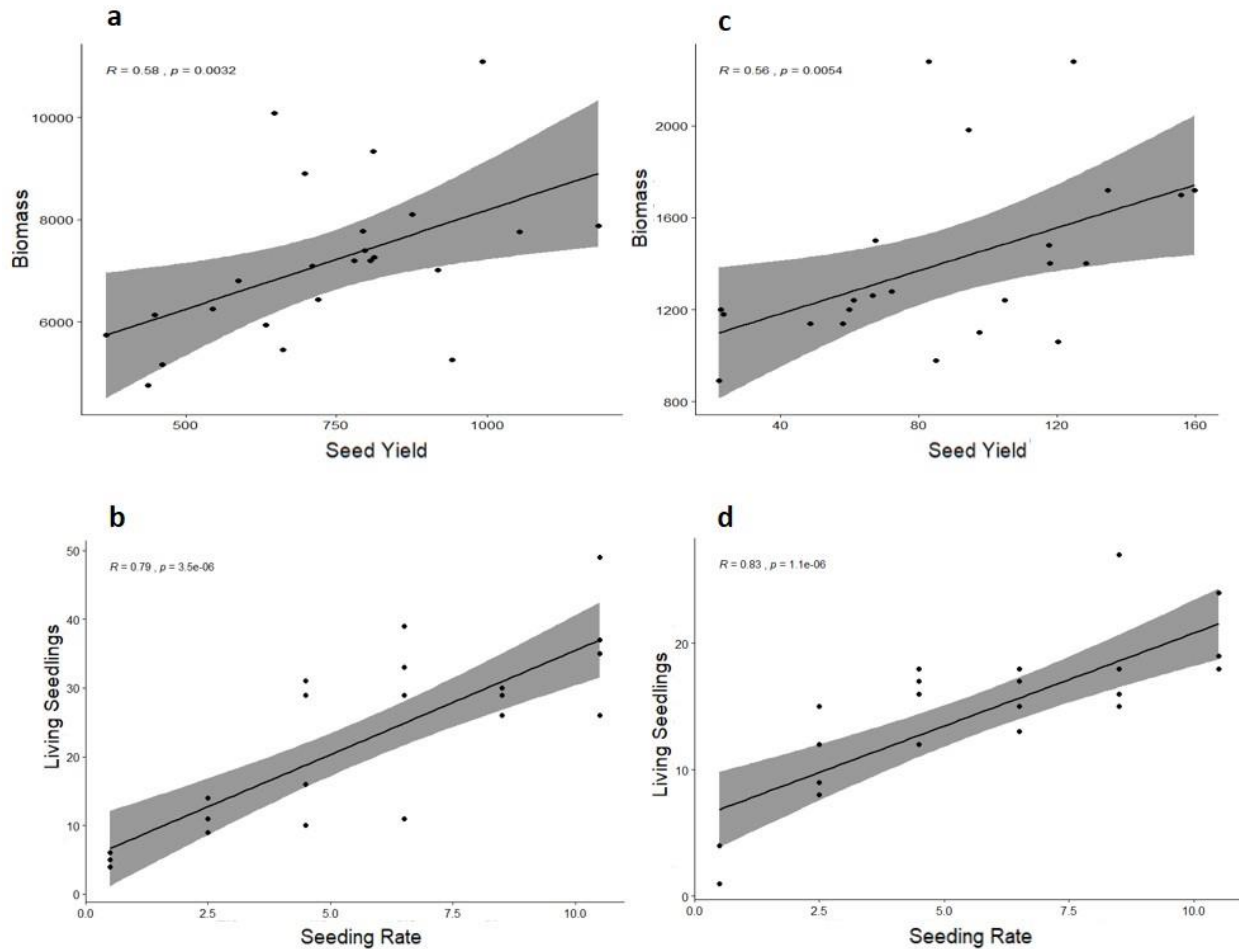 a
R = 0.58 , p = 0.0032
10000
8000
6000
Biomass
500 750 1000
Seed Yield
c
R = 0.56 , p = 0.0054
2000
1600
1200
800
Biomass
40 80 120 160
Seed Yield
b
R = 0.79 , p = 3.5e-06
50
40
30
20
10
0
Living Seedlings
0.0 2.5 5.0 7.5 10.0
Seeding Rate
d
R = 0.83 , p = 1.1e-06
20
10
0
Living Seedlings
0.0 2.5 5.0 7.5 10.0
Seeding Rate